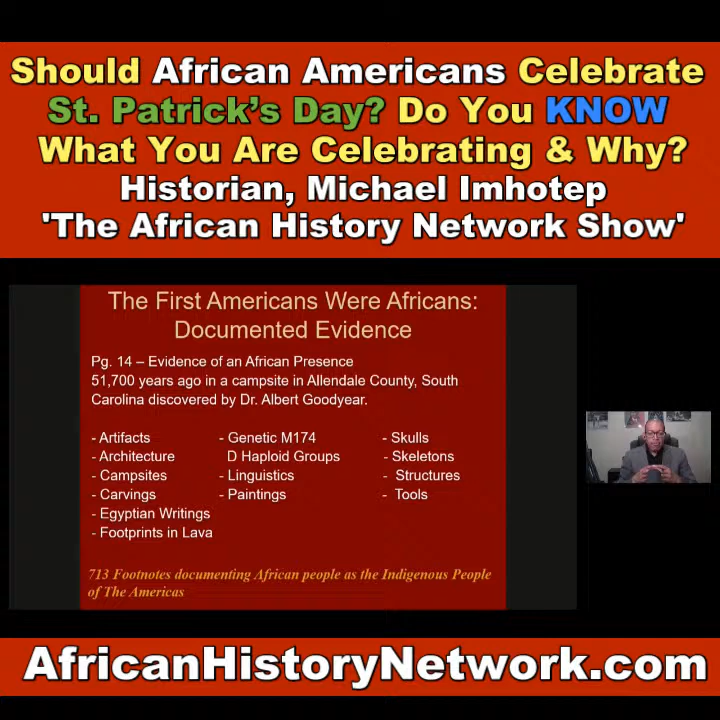 Should African Americans Celebrate
St. Patrick's Day? Do You KNOW
What You Are Celebrating & Why?
Historian, Michael Imhotep
'The African History Network Show'
The First Americans Were Africans:
Documented Evidence
Pg. 14 – Evidence of an African Presence
51,700 years ago in a campsite in Allendale County, South
Carolina discovered by Dr. Albert Goodyear.
- Artifacts - Genetic M174 - Skulls
- Architecture D Haploid Groups - Skeletons
- Campsites - Linguistics - Structures
- Carvings - Paintings - Tools
- Egyptian Writings
- Footprints in Lava
713 Footnotes documenting African people as the Indigenous People
of The Americas
AfricanHistoryNetwork.com